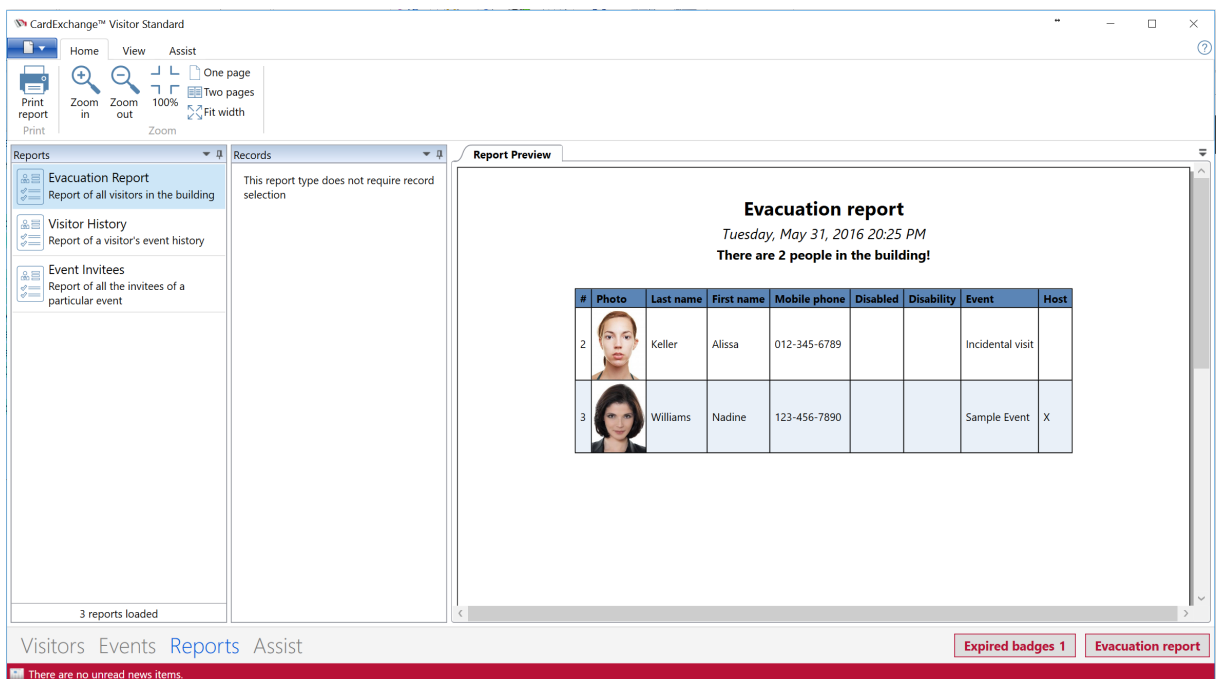 CardExchange™ Visitor Standard
Home View Assist
Print report
Zoom in
Zoom out
100%
One page
Two pages
Fit width
Print
Zoom
Reports
Evacuation Report
Report of all visitors in the building
Visitor History
Report of a visitor's event history
Event Invitees
Report of all the invitees of a
particular event
3 reports loaded
Records
This report type does not require record
selection
Report Preview
Evacuation report
Tuesday, May 31, 2016 20:25 PM
There are 2 people in the building!
# Photo Last name First name Mobile phone Disabled Disability Event Host
2 Keller Alissa 012-345-6789 Incidental visit
3 Williams Nadine 123-456-7890 Sample Event X
Visitors Events Reports Assist
Expired badges 1 Evacuation report
There are no unread news items.